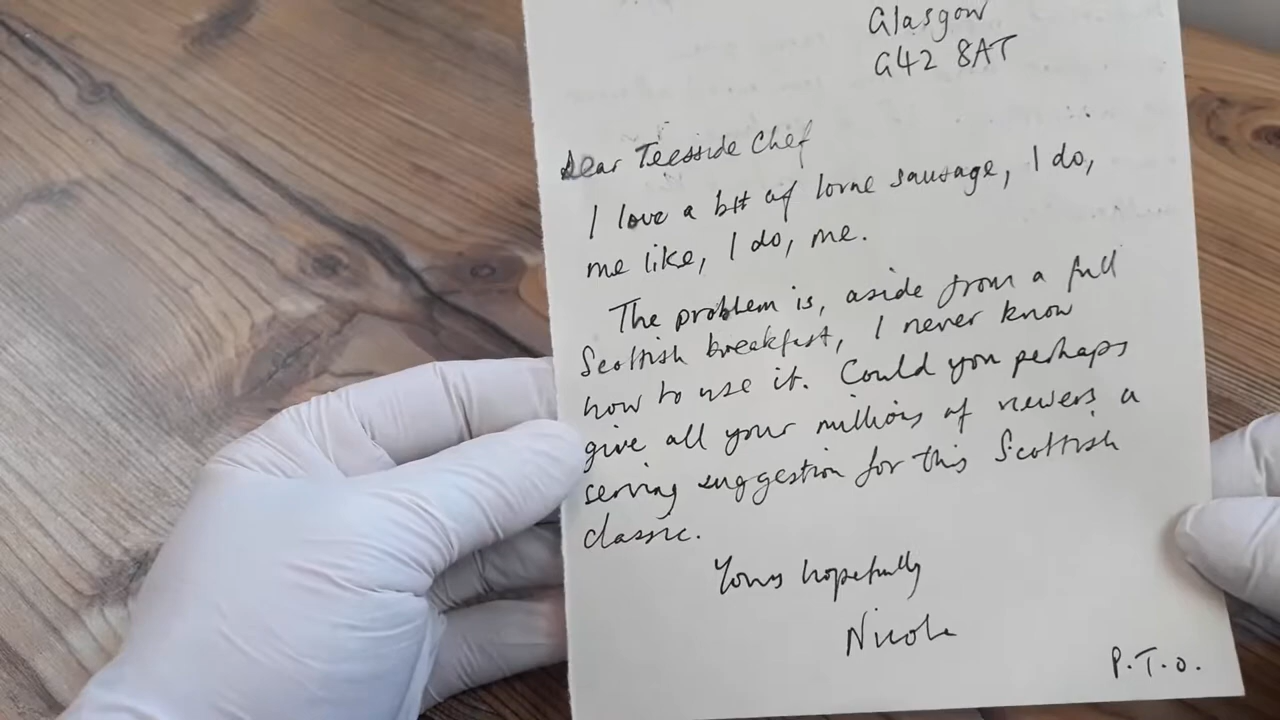 Glasgow
G42 8AT
Dear Teesside Chef
I love a bit of lorne sausage, I do,
me like, I do, me.
The problem is, aside from a full
Scottish breakfast, I never know
how to use it. Could you perhaps
give all your millions of viewers a
serving suggestion for this Scottish
classic.
Yours hopefully
Nicola
P.T.O.